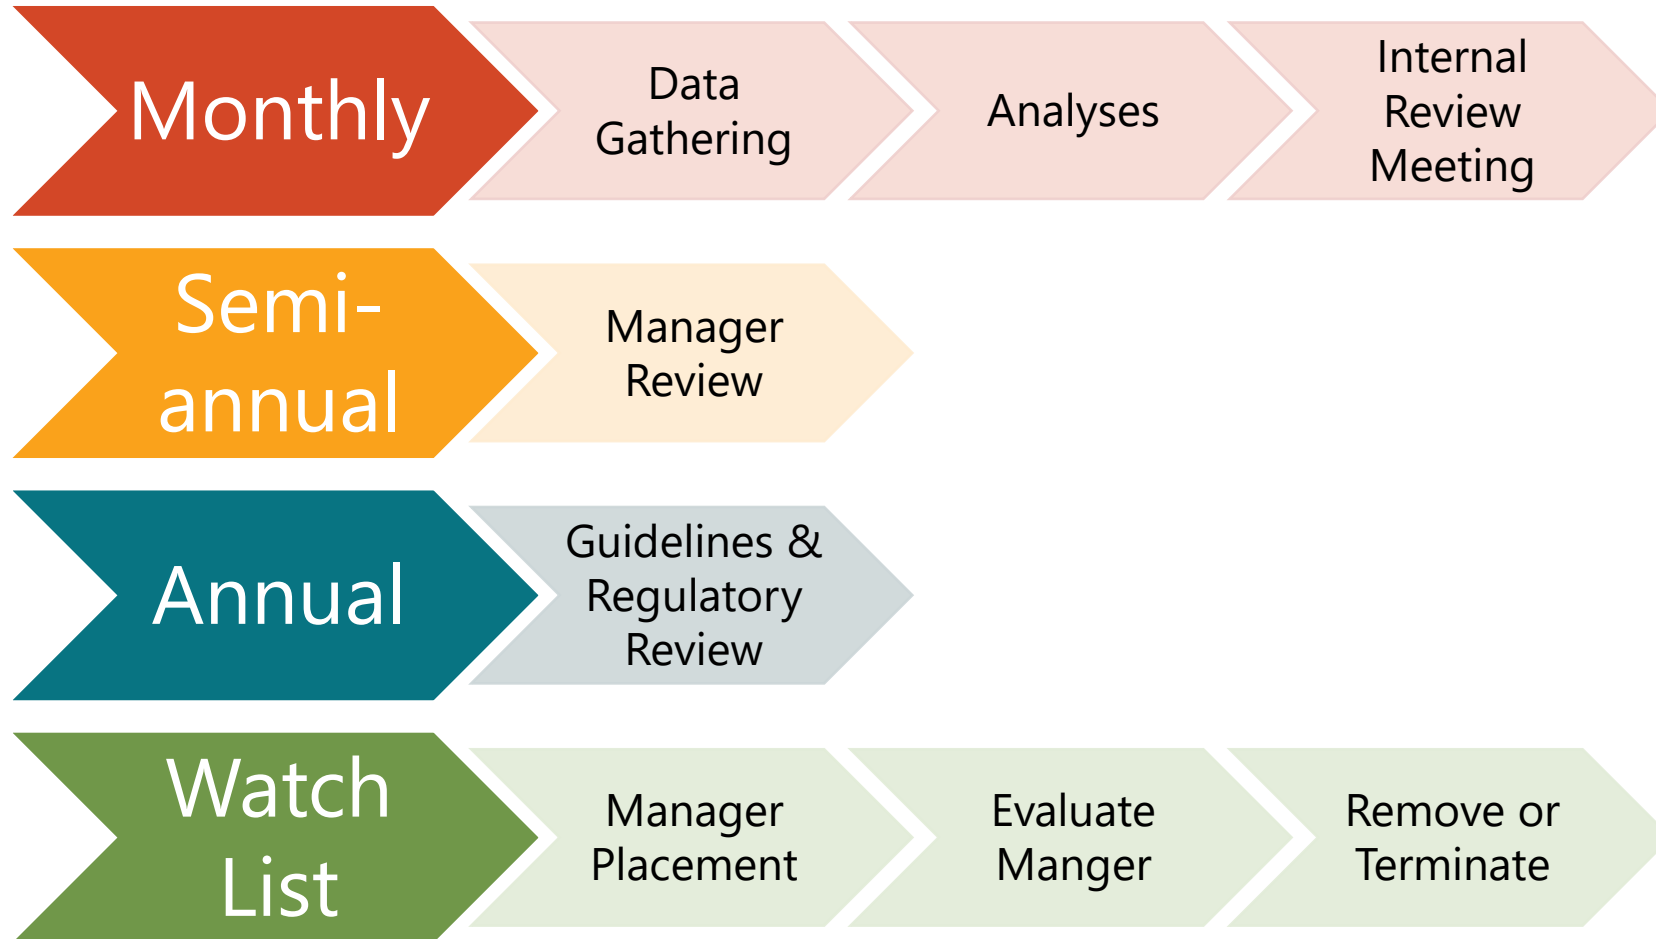 Monthly
Data
Gathering
Analyses
Internal
Review
Meeting
Semi-
annual
Manager
Review
Annual
Guidelines &
Regulatory
Review
Watch
List
Manager
Placement
Evaluate
Manger
Remove or
Terminate